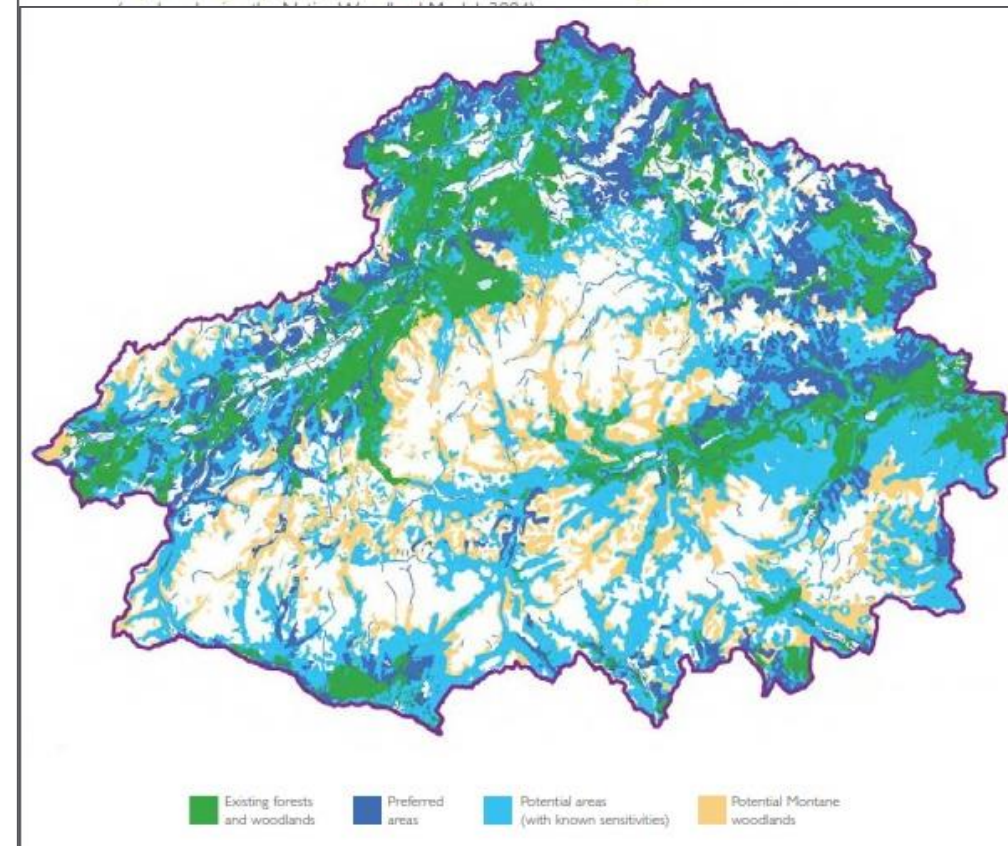 Existing forests
and woodlands
Preferred
areas
Potential areas
(with known sensitivities)
Potential Montane
woodlands